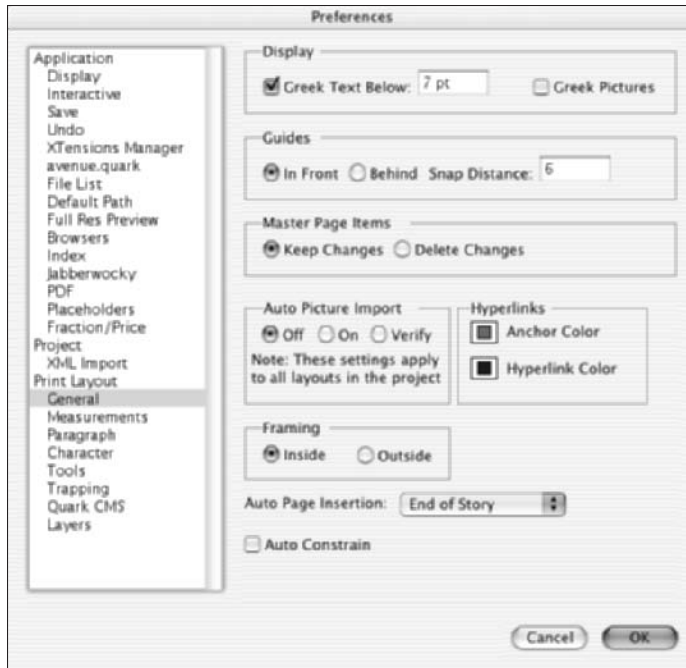 Preferences
Application
Display
Interactive
Save
Undo
XTensions Manager
avenue.quark
File List
Default Path
Full Res Preview
Browsers
Index
Jabberwocky
PDF
Placeholders
Fraction/Price
Project
XML Import
Print Layout
General
Measurements
Paragraph
Character
Tools
Trapping
Quark CMS
Layers
Display
Greek Text Below: 7 pt Greek Pictures
Guides
In Front Behind Snap Distance: 6
Master Page Items
Keep Changes Delete Changes
Auto Picture Import
Off On Verify
Note: These settings apply
to all layouts in the project
Hyperlinks
Anchor Color
Hyperlink Color
Framing
Inside Outside
Auto Page Insertion: End of Story
Auto Constrain
Cancel OK